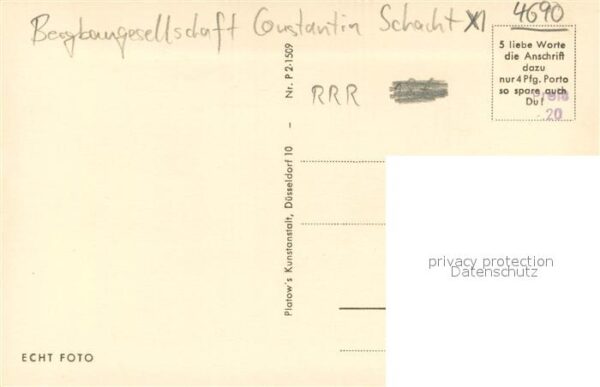 Bergbaugesellschaft Constantin Schacht XI
4690
5 liebe Worte
die Anschrift
dazu
nur 4 Pfg. Porto
so spare auch
Du!
Preis
20
RRR
Platow's Kunstanstalt, Düsseldorf 10 – Nr. P 2-1509
privacy protection
Datenschutz
ECHT FOTO